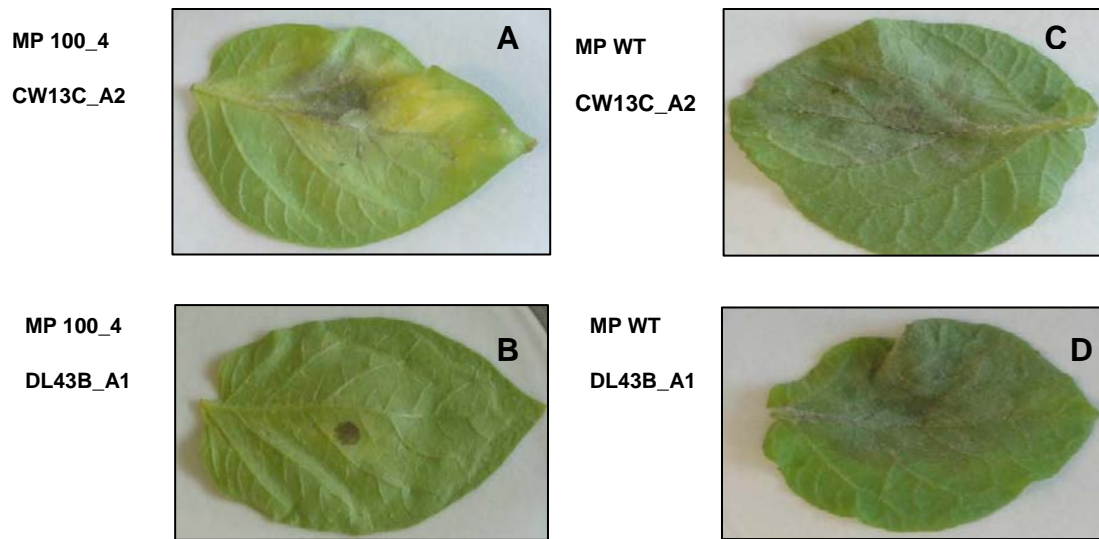 MP 100_4
CW13C_A2
A
MP WT
CW13C_A2
C
MP 100_4
DL43B_A1
B
MP WT
DL43B_A1
D